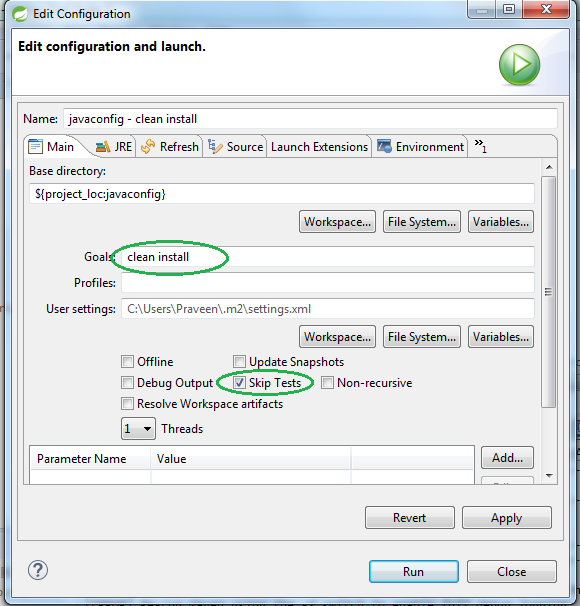 Edit Configuration
Edit configuration and launch.
Name: javaconfig - clean install
Main JRE Refresh Source Launch Extensions Environment »1
Base directory:
${project_loc:javaconfig}
Workspace... File System... Variables...
Goals: clean install
Profiles:
User settings: C:\Users\Praveen\.m2\settings.xml
Workspace... File System... Variables...
Offline Update Snapshots
Debug Output Skip Tests Non-recursive
Resolve Workspace artifacts
1 Threads
Parameter Name Value
Add...
Revert Apply
? Run Close